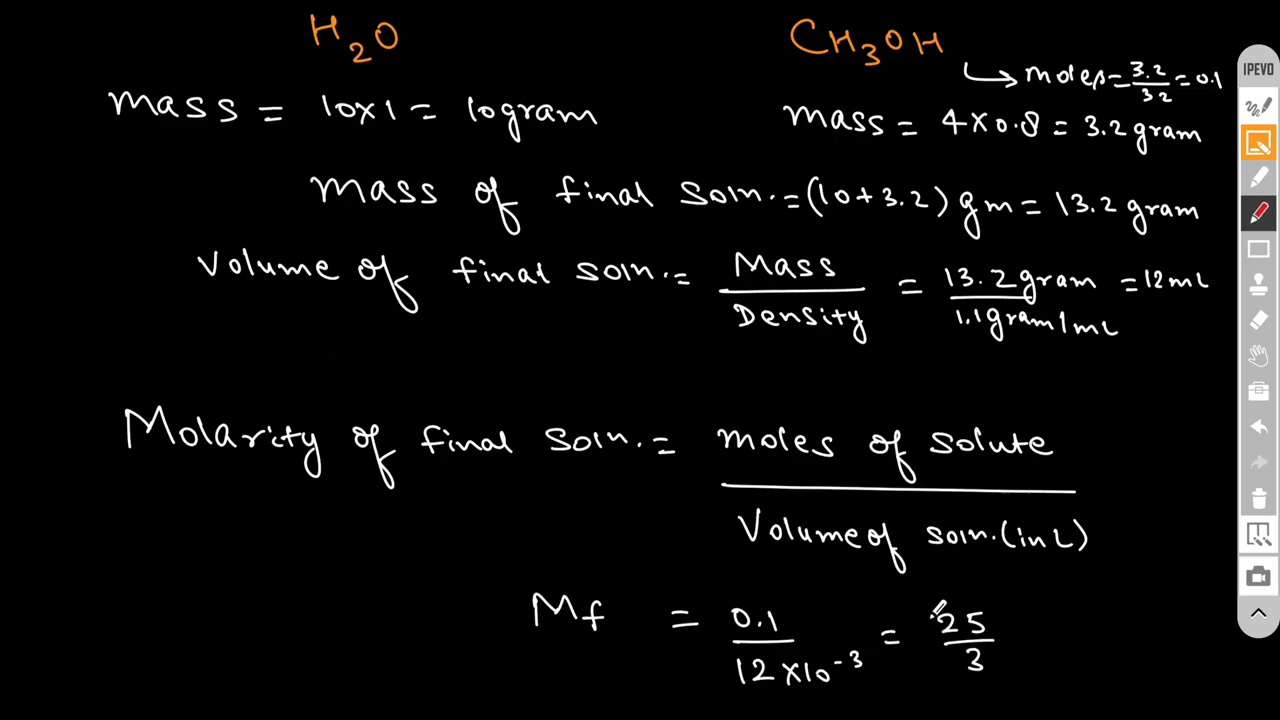 H2O CH3OH
IPEVO
→ moles = 3.2/32 = 0.1
mass = 10×1 = 10gram mass = 4×0.8 = 3.2 gram
Mass of final soln. = (10+3.2) gm = 13.2 gram
Volume of final soln. = Mass/Density = 13.2 gram/1.1gram/mL = 12mL
Molarity of final soln. = moles of solute/Volume of soln. (in L)
Mf = 0.1/12×10-3 = 25/3